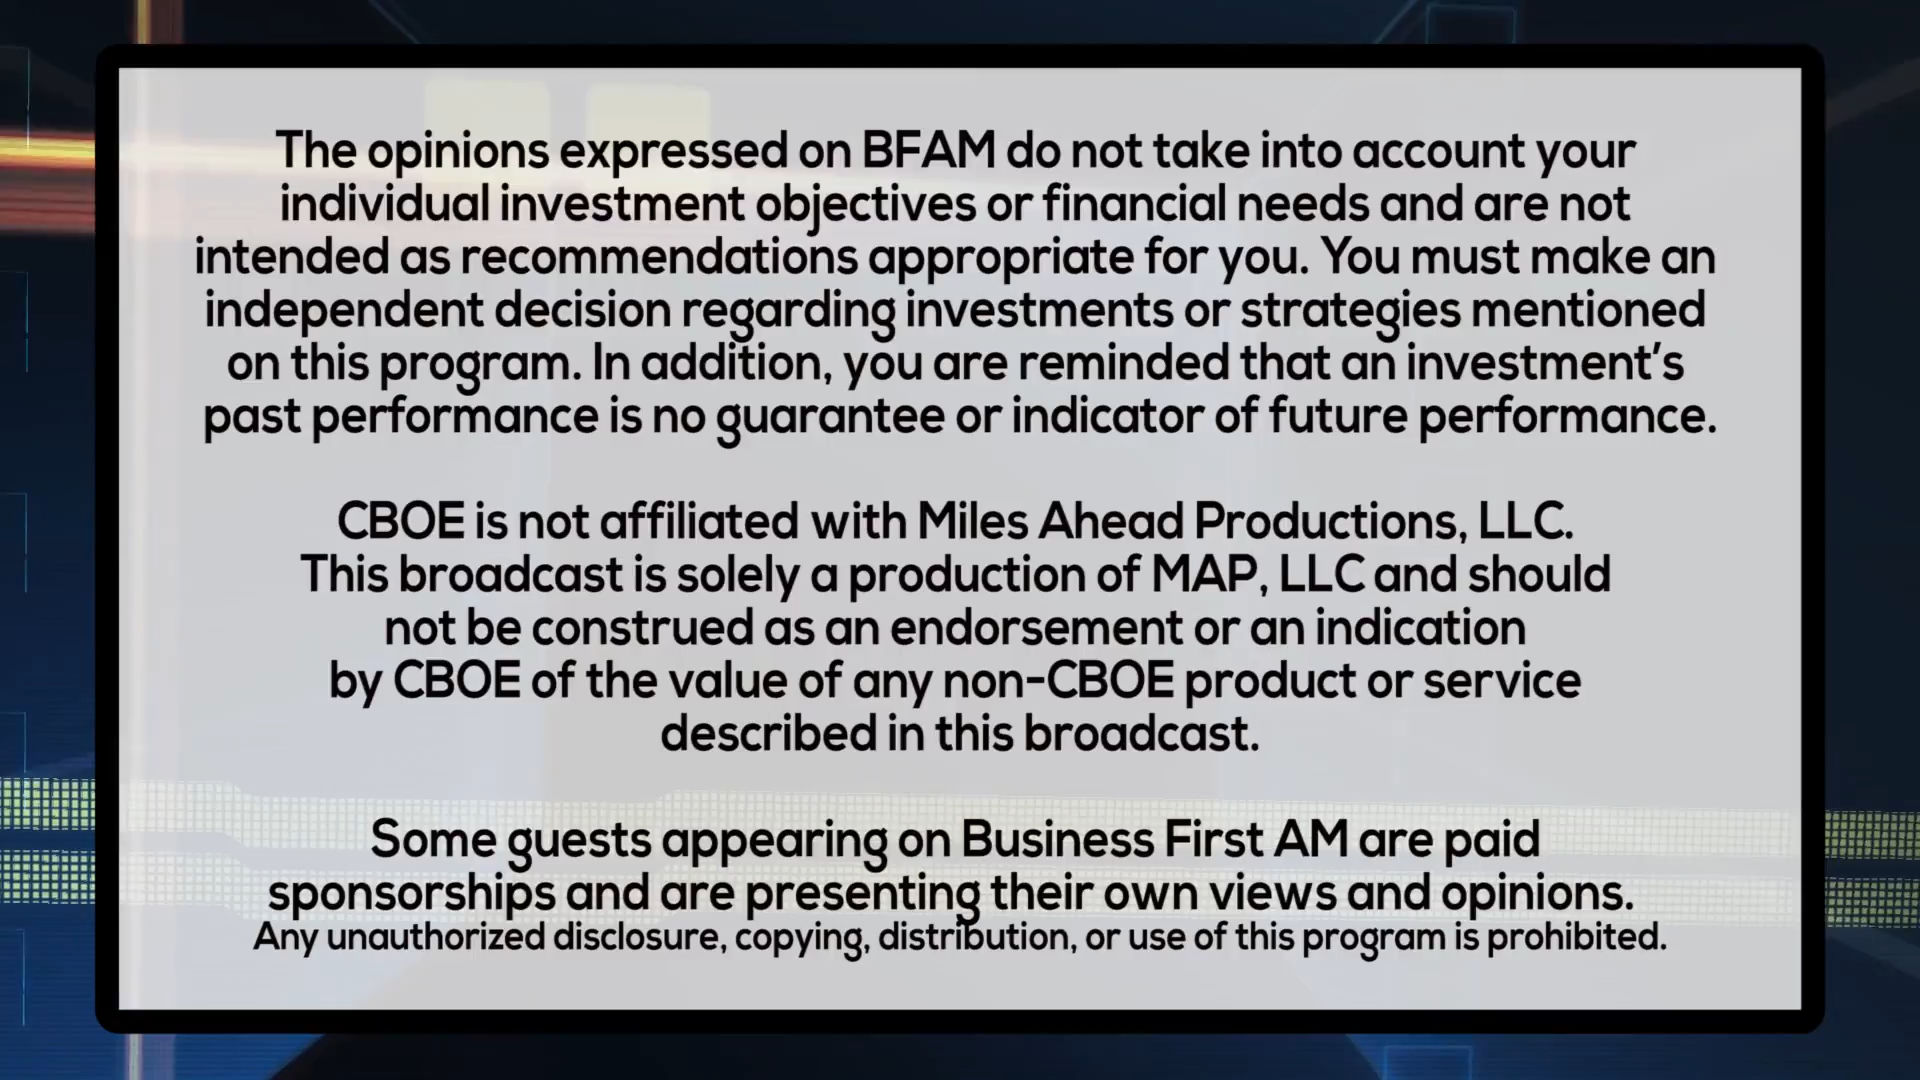 The opinions expressed on BFAM do not take into account your
individual investment objectives or financial needs and are not
intended as recommendations appropriate for you. You must make an
independent decision regarding investments or strategies mentioned
on this program. In addition, you are reminded that an investment's
past performance is no guarantee or indicator of future performance.
CBOE is not affiliated with Miles Ahead Productions, LLC.
This broadcast is solely a production of MAP, LLC and should
not be construed as an endorsement or an indication
by CBOE of the value of any non-CBOE product or service
described in this broadcast.
Some guests appearing on Business First AM are paid
sponsorships and are presenting their own views and opinions.
Any unauthorized disclosure, copying, distribution, or use of this program is prohibited.